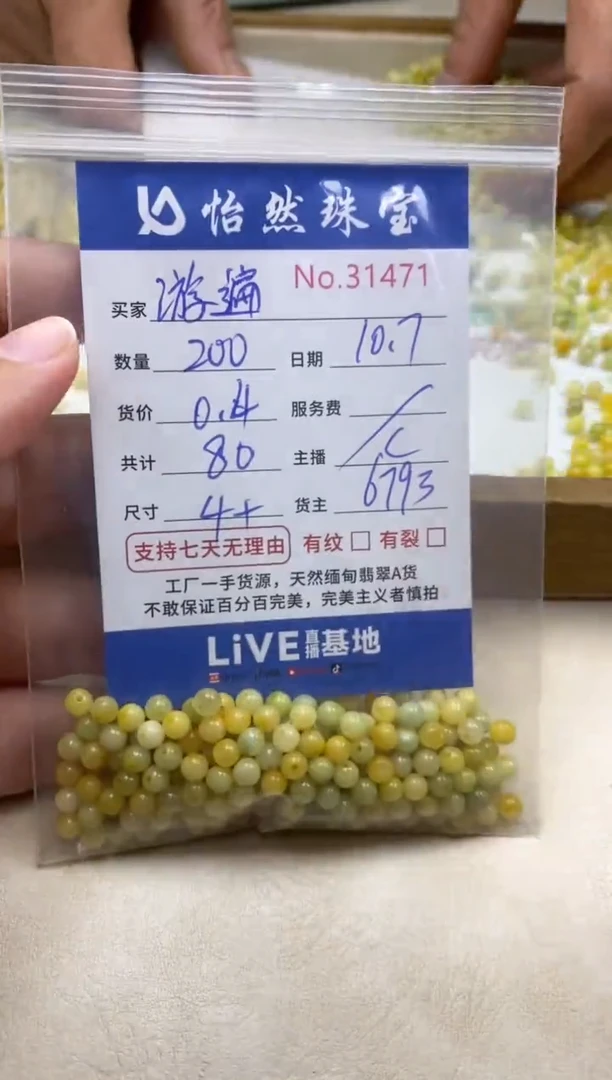 怡然珠宝
No.31471
买家 游遍
数量 200 日期 10.7
货价 0.4 服务费 /
共计 80 主播 C
尺寸 4+ 货主 6793
支持七天无理由 有纹 □ 有裂 □
工厂一手货源，天然缅甸翡翠A货
不敢保证百分百完美，完美主义者慎拍
LiVE直播基地